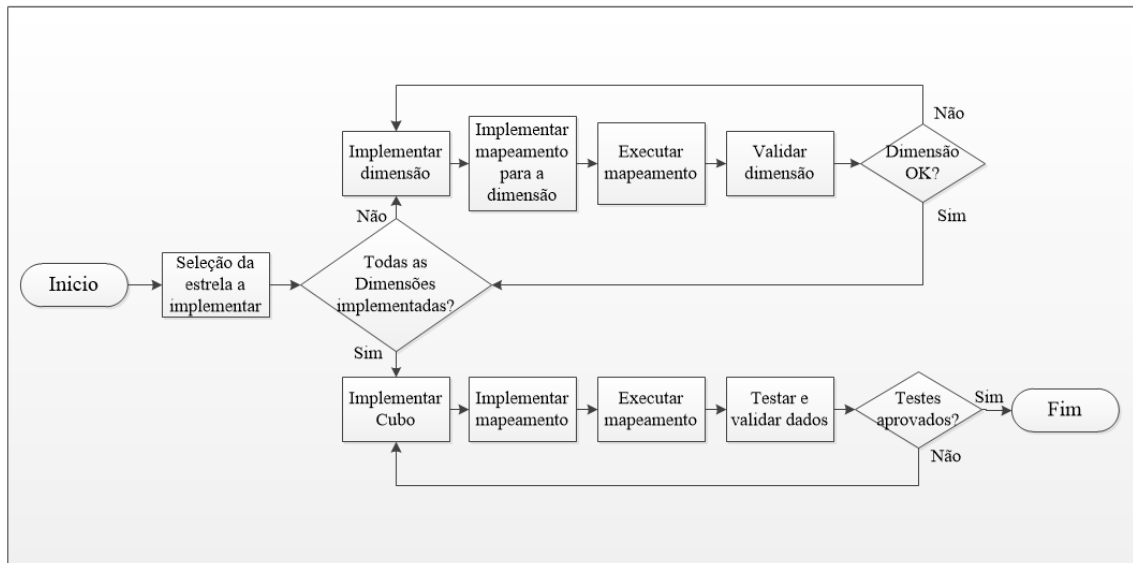 Não
Implementar
dimensão
Implementar
mapeamento
para a
dimensão
Executar
mapeamento
Validar
dimensão
Dimensão
OK?
Não
Sim
Inicio
Seleção da
estrela a
implementar
Todas as
Dimensões
implementadas?
Sim
Implementar
Cubo
Implementar
mapeamento
Executar
mapeamento
Testar e
validar dados
Testes
aprovados?
Sim
Não
Fim